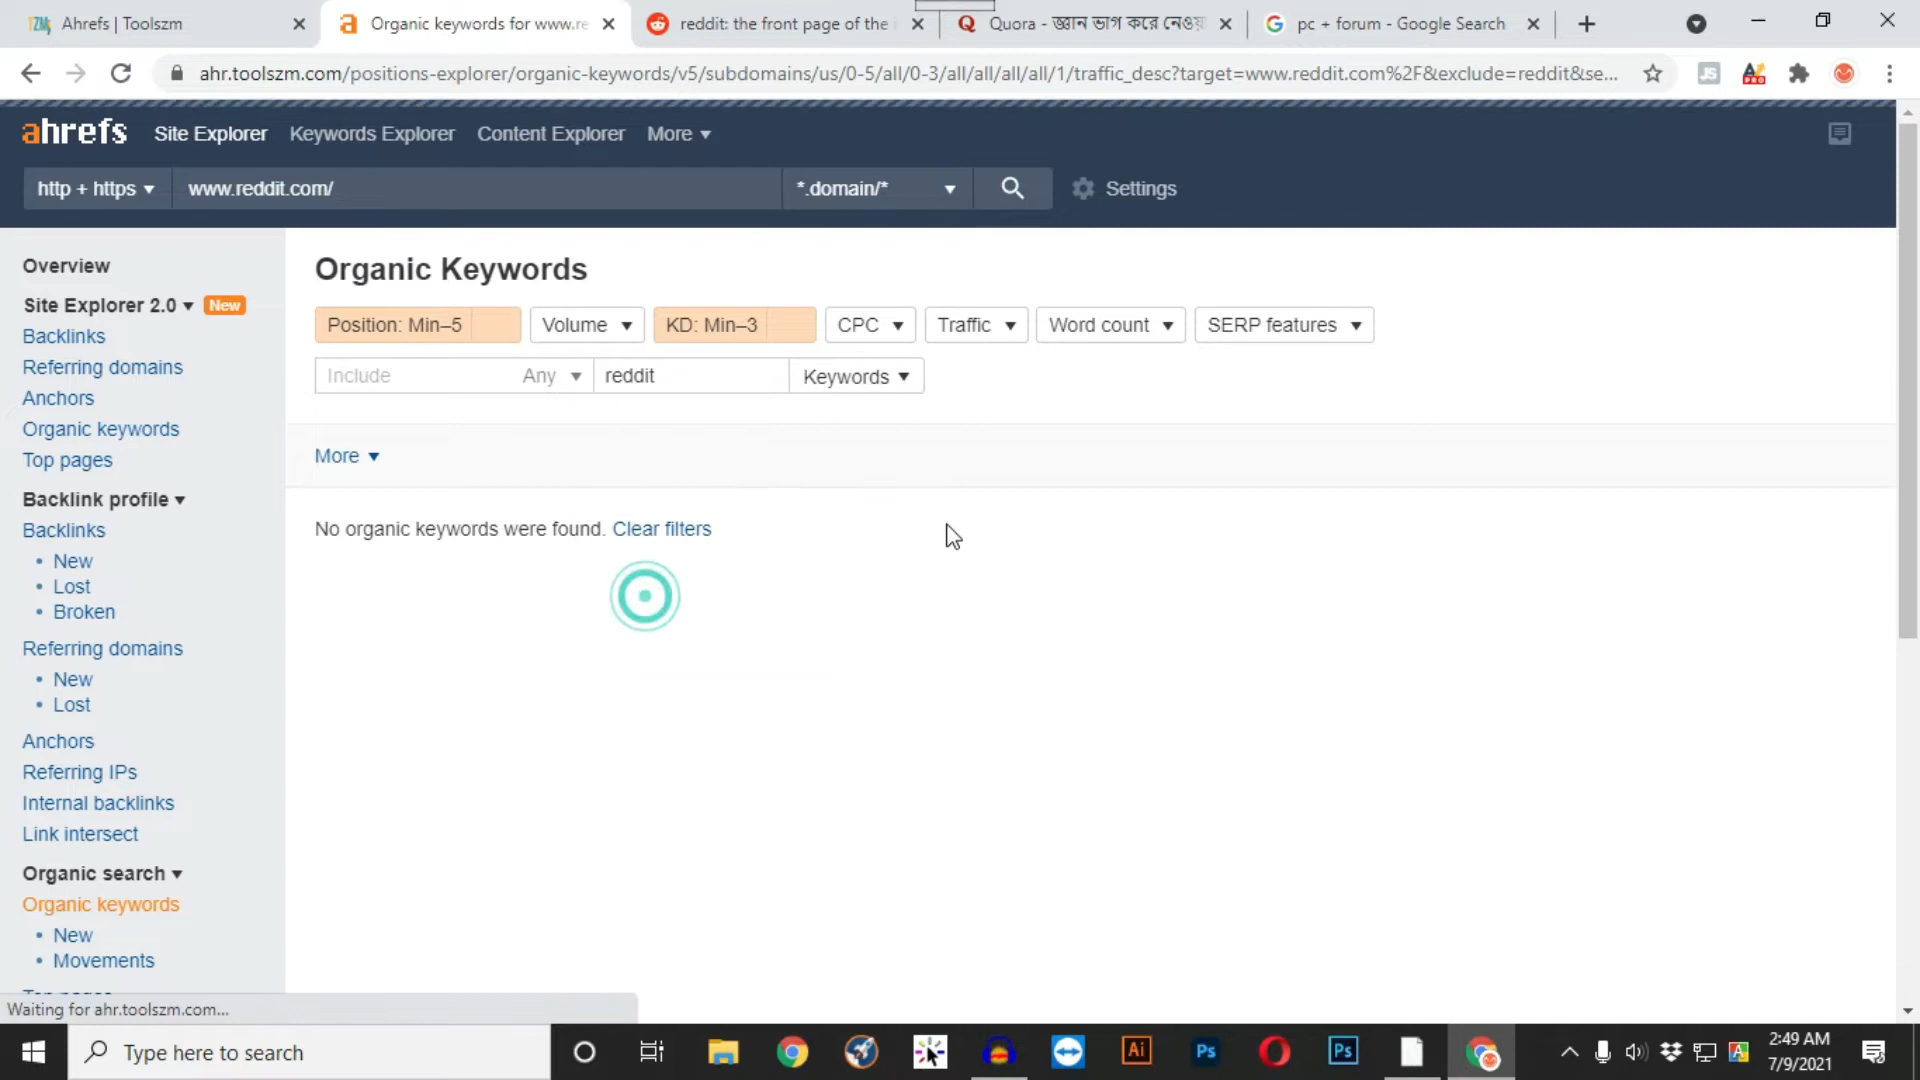 Ahrefs | Toolszm
Organic keywords for www.re
reddit: the front page of the i
Quora - জ্ঞান ভাগ করে নেওয়া
pc + forum - Google Search
ahr.toolszm.com/positions-explorer/organic-keywords/v5/subdomains/us/0-5/all/0-3/all/all/all/all/1/traffic_desc?target=www.reddit.com%2F&exclude=reddit&se...
ahrefs Site Explorer Keywords Explorer Content Explorer More
http + https www.reddit.com/ *.domain/* Settings
Overview
Site Explorer 2.0 New
Backlinks
Referring domains
Anchors
Organic keywords
Top pages
Backlink profile
Backlinks
• New
• Lost
• Broken
Referring domains
• New
• Lost
Anchors
Referring IPs
Internal backlinks
Link intersect
Organic search
Organic keywords
• New
• Movements
Organic Keywords
Position: Min–5 Volume KD: Min–3 CPC Traffic Word count SERP features
Include Any reddit Keywords
More
No organic keywords were found. Clear filters
Waiting for ahr.toolszm.com...
Type here to search
2:49 AM
7/9/2021